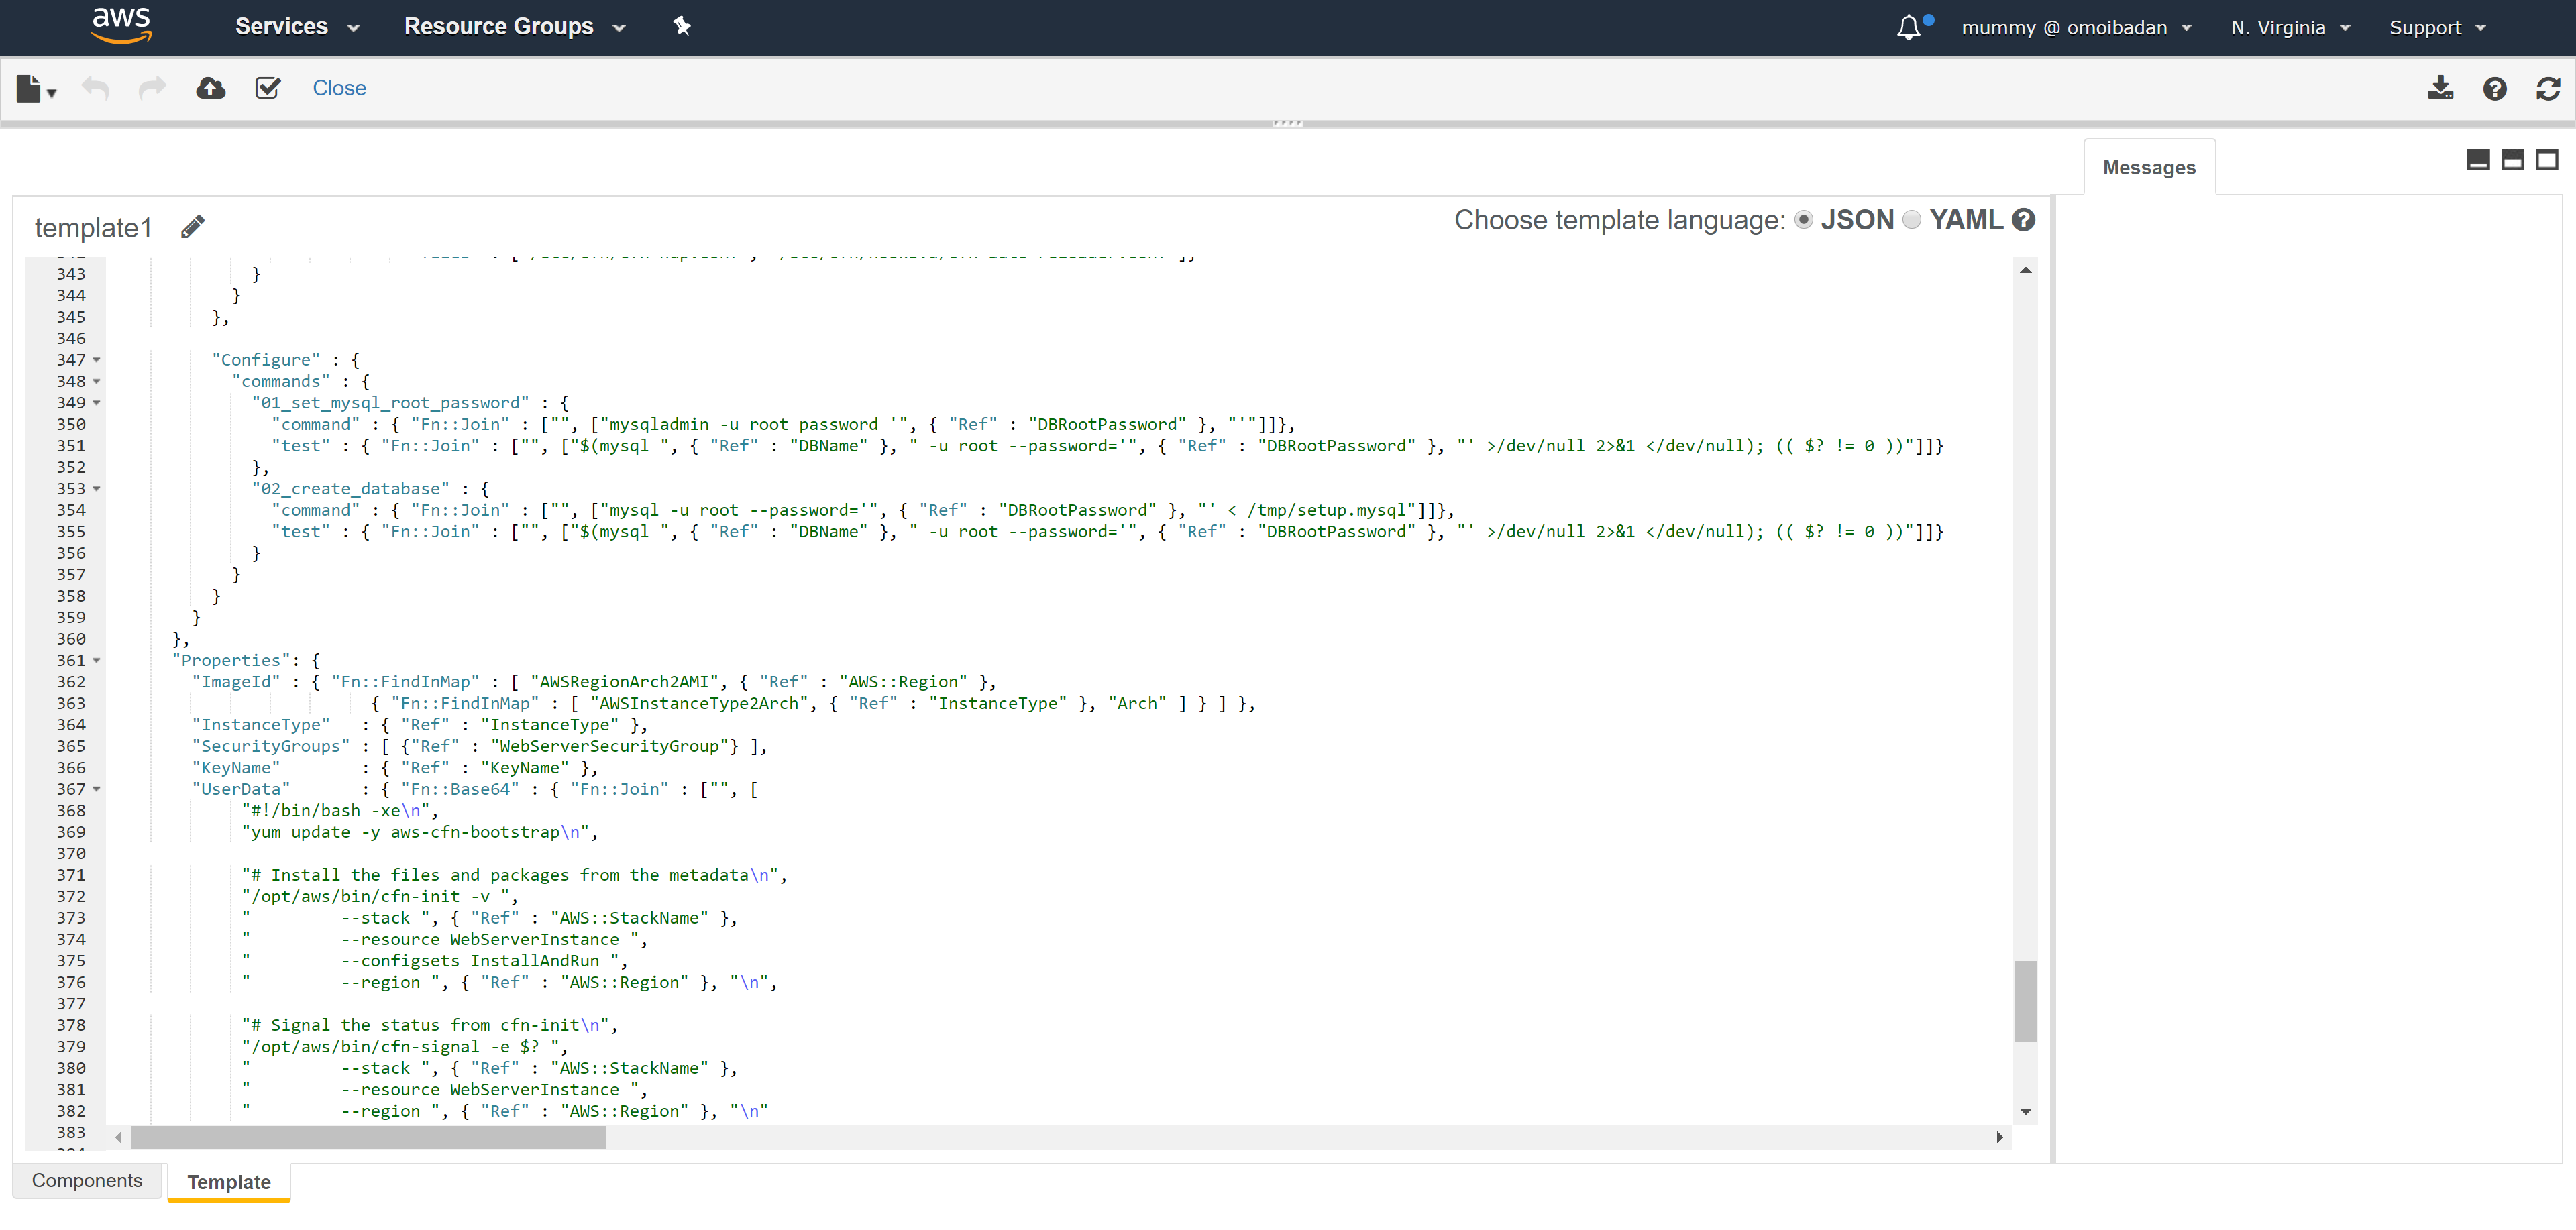 aws Services Resource Groups mummy @ omoibadan N. Virginia Support
Close
Messages
template1 Choose template language: JSON YAML
343 }
344 }
345 },
346
347 "Configure" : {
348 "commands" : {
349 "01_set_mysql_root_password" : {
350 "command" : { "Fn::Join" : ["", ["mysqladmin -u root password '", { "Ref" : "DBRootPassword" }, "'"]]},
351 "test" : { "Fn::Join" : ["", ["$(mysql ", { "Ref" : "DBName" }, " -u root --password='", { "Ref" : "DBRootPassword" }, "' >/dev/null 2>&1 </dev/null); (( $? != 0 ))"]]}
352 },
353 "02_create_database" : {
354 "command" : { "Fn::Join" : ["", ["mysql -u root --password='", { "Ref" : "DBRootPassword" }, "' < /tmp/setup.mysql"]]},
355 "test" : { "Fn::Join" : ["", ["$(mysql ", { "Ref" : "DBName" }, " -u root --password='", { "Ref" : "DBRootPassword" }, "' >/dev/null 2>&1 </dev/null); (( $? != 0 ))"]]}
356 }
357 }
358 }
359 }
360 },
361 "Properties": {
362 "ImageId" : { "Fn::FindInMap" : [ "AWSRegionArch2AMI", { "Ref" : "AWS::Region" },
363 { "Fn::FindInMap" : [ "AWSInstanceType2Arch", { "Ref" : "InstanceType" }, "Arch" ] } ] },
364 "InstanceType" : { "Ref" : "InstanceType" },
365 "SecurityGroups" : [ {"Ref" : "WebServerSecurityGroup"} ],
366 "KeyName" : { "Ref" : "KeyName" },
367 "UserData" : { "Fn::Base64" : { "Fn::Join" : ["", [
368 "#!/bin/bash -xe\n",
369 "yum update -y aws-cfn-bootstrap\n",
370
371 "# Install the files and packages from the metadata\n",
372 "/opt/aws/bin/cfn-init -v ",
373 " --stack ", { "Ref" : "AWS::StackName" },
374 " --resource WebServerInstance ",
375 " --configsets InstallAndRun ",
376 " --region ", { "Ref" : "AWS::Region" }, "\n",
377
378 "# Signal the status from cfn-init\n",
379 "/opt/aws/bin/cfn-signal -e $? ",
380 " --stack ", { "Ref" : "AWS::StackName" },
381 " --resource WebServerInstance ",
382 " --region ", { "Ref" : "AWS::Region" }, "\n"
383
Components Template